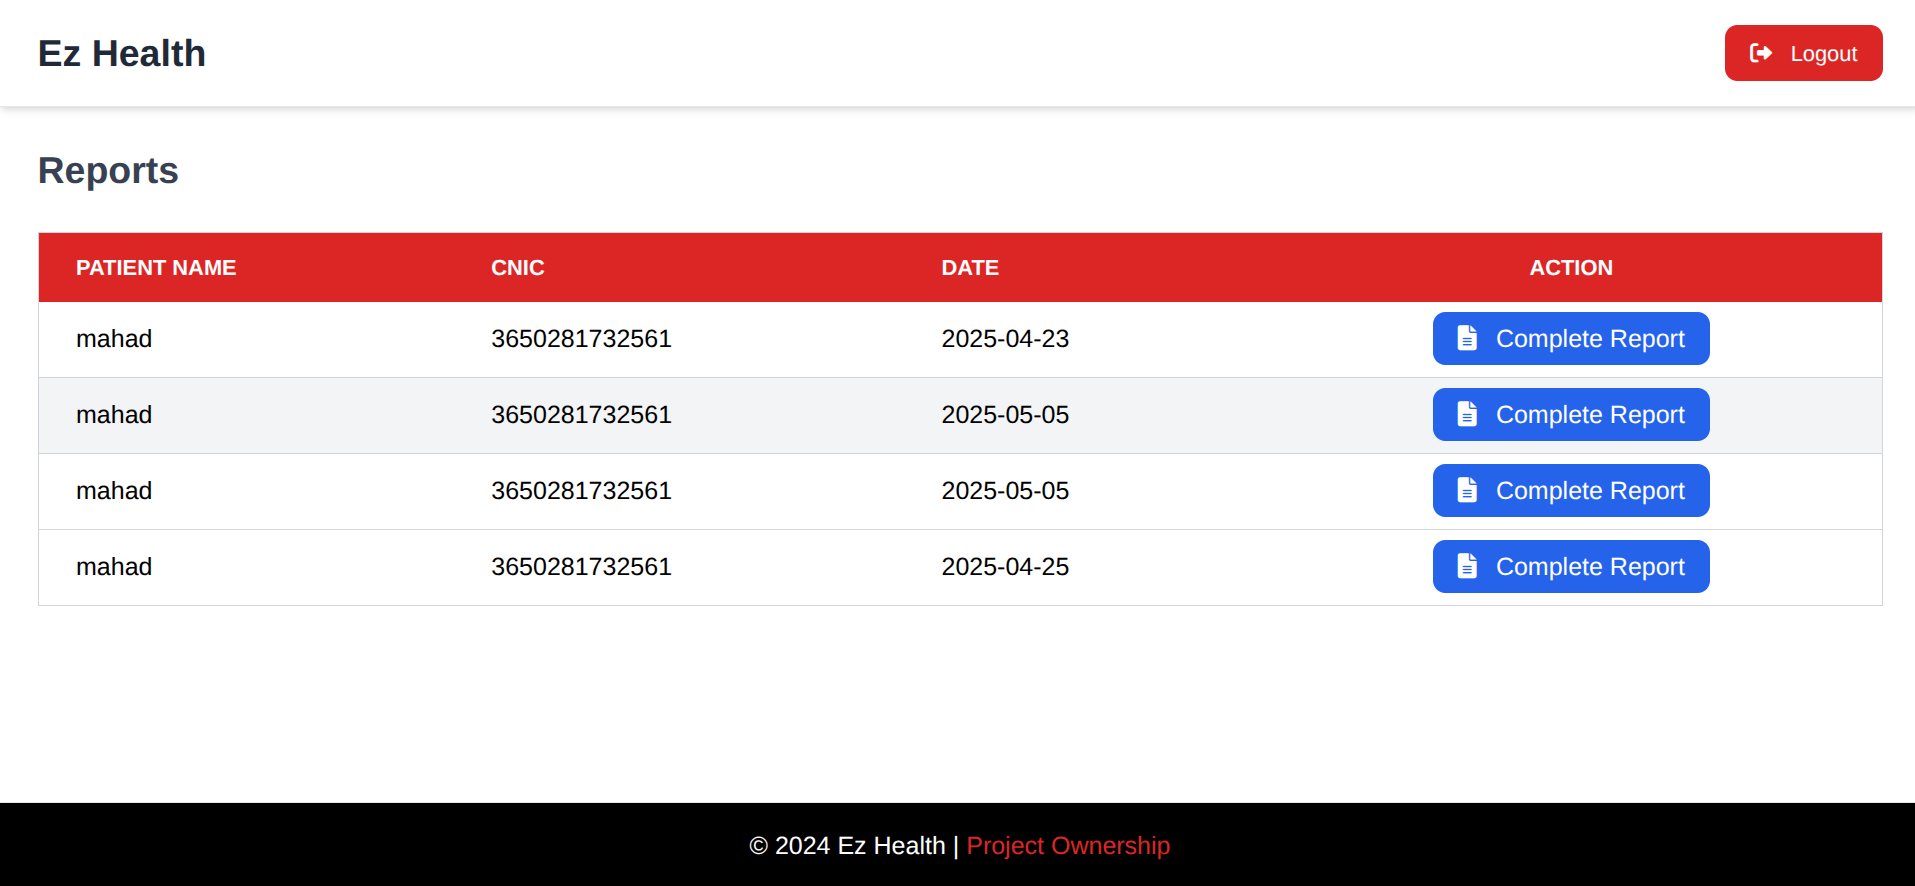 Ez Health
Logout
Reports
PATIENT NAME CNIC DATE ACTION
mahad 3650281732561 2025-04-23 Complete Report
mahad 3650281732561 2025-05-05 Complete Report
mahad 3650281732561 2025-05-05 Complete Report
mahad 3650281732561 2025-04-25 Complete Report
© 2024 Ez Health | Project Ownership